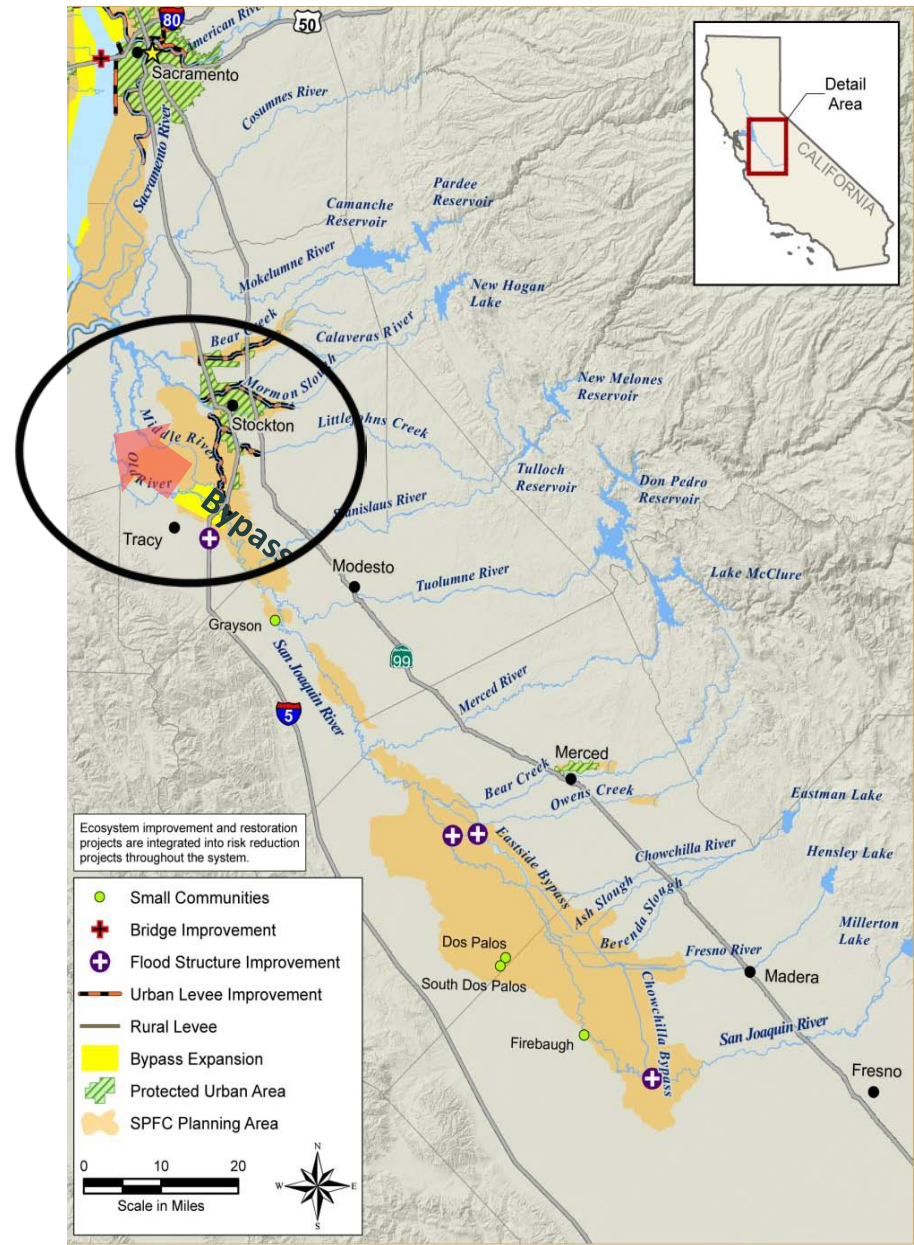 80
50
American River
Sacramento
Cosumnes River
Sacramento River
Detail
Area
CALIFORNIA
Pardee
Reservoir
Camanche
Reservoir
Mokelumne River
New Hogan
Lake
Bear Creek
Calaveras River
Mormon Slough
Stockton
Littlejohns Creek
New Melones
Reservoir
Middle River
Old River
Tulloch
Reservoir
Don Pedro
Reservoir
Bypass
Stanislaus River
Tracy
Modesto
Tuolumne River
Lake McClure
Grayson
San Joaquin River
99
5
Merced River
Merced
Bear Creek
Owens Creek
Eastman Lake
Eastside Bypass
Chowchilla River
Hensley Lake
Ash Slough
Berenda Slough
Millerton
Lake
Dos Palos
South Dos Palos
Fresno River
Madera
Chowchilla Bypass
San Joaquin River
Firebaugh
Fresno
Ecosystem improvement and restoration
projects are integrated into risk reduction
projects throughout the system.
Small Communities
Bridge Improvement
Flood Structure Improvement
Urban Levee Improvement
Rural Levee
Bypass Expansion
Protected Urban Area
SPFC Planning Area
0 10 20
Scale in Miles
N
W E
S